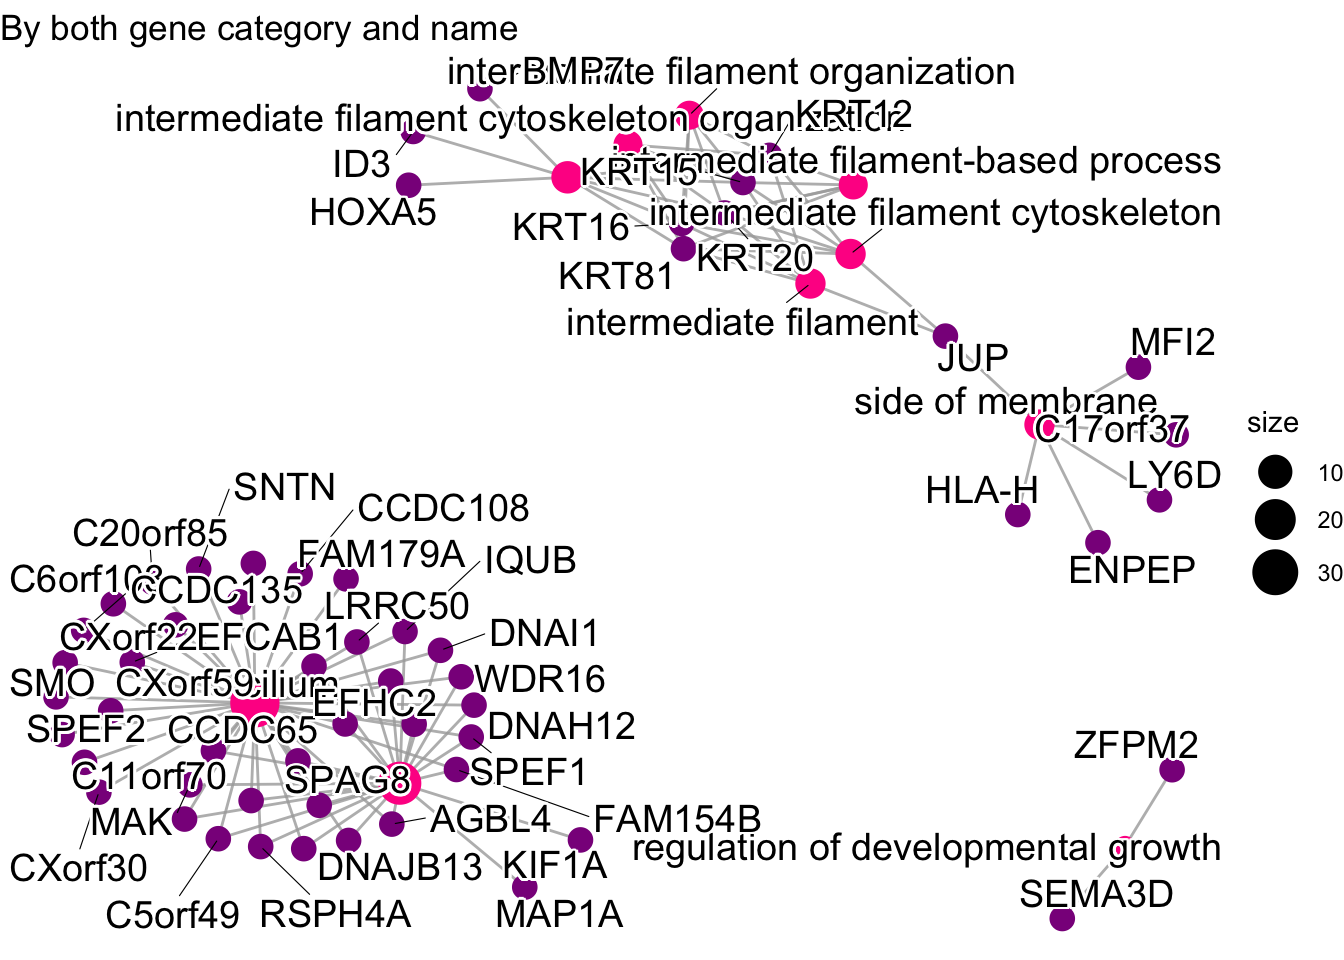 By both gene category and name
intermediate filament organization
BMP7
intermediate filament cytoskeleton organization
KRT12
ID3
KRT15
intermediate filament-based process
HOXA5
KRT16
intermediate filament cytoskeleton
KRT20
KRT81
intermediate filament
JUP
MFI2
side of membrane
C17orf37
size
HLA-H
LY6D
10
20
ENPEP
30
SNTN
CCDC108
C20orf85
FAM179A
IQUB
C6orf103
CCDC135
LRRC50
CXorf22
EFCAB1
DNAI1
SMO
CXorf59
cilium
WDR16
EFHC2
SPEF2
CCDC65
DNAH12
C11orf70
SPAG8
SPEF1
MAK
AGBL4
FAM154B
CXorf30
DNAJB13
KIF1A
C5orf49
RSPH4A
MAP1A
ZFPM2
regulation of developmental growth
SEMA3D